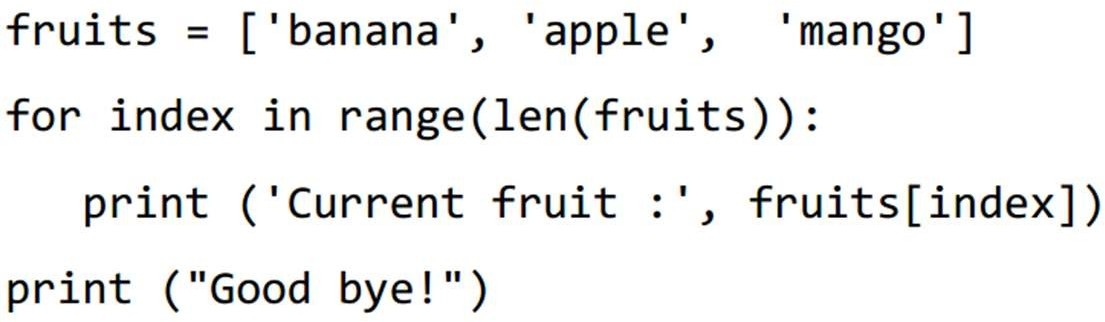 fruits = ['banana', 'apple',  'mango']
for index in range(len(fruits)):
   print ('Current fruit :', fruits[index])
print ("Good bye!")